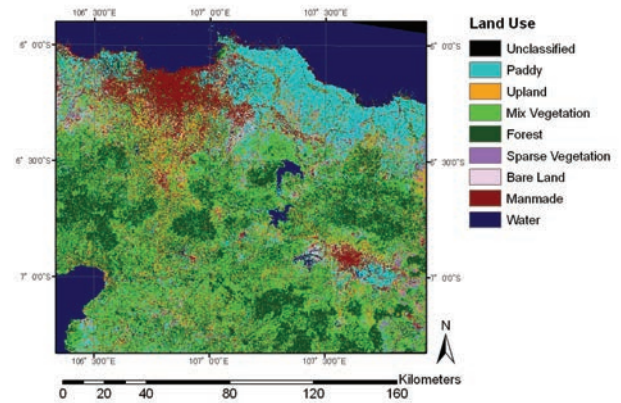 106° 30'0"E 107° 0'0"E 107° 30'0"E
6° 0'0"S 6° 0'0"S
6° 30'0"S 6° 30'0"S
7° 0'0"S 7° 0'0"S
106° 30'0"E 107° 0'0"E 107° 30'0"E
Land Use
Unclassified
Paddy
Upland
Mix Vegetation
Forest
Sparse Vegetation
Bare Land
Manmade
Water
N
Kilometers
0 20 40 80 120 160